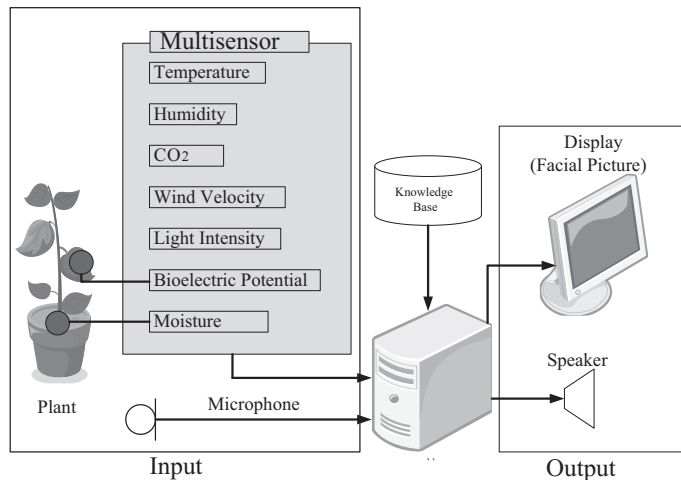 Multisensor
Temperature
Humidity
CO2
Wind Velocity
Light Intensity
Bioelectric Potential
Moisture
Plant
Microphone
Input
Knowledge
Base
Display
(Facial Picture)
Speaker
Output